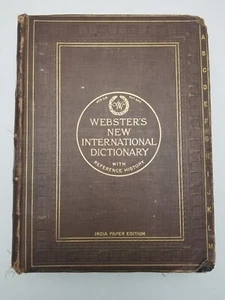 WEBSTER'S
NEW
INTERNATIONAL
DICTIONARY
WITH
REFERENCE HISTORY
INDIA PAPER EDITION
A
B
C
D
E
J
K
M